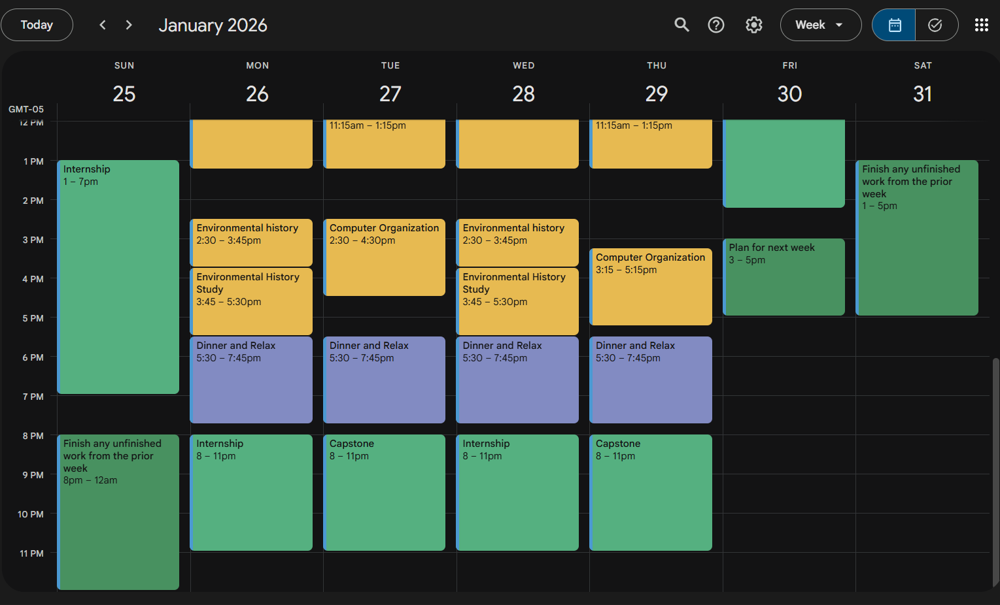 Today
January 2026
Week
SUN
MON
TUE
WED
THU
FRI
SAT
25
26
27
28
29
30
31
GMT-05
12 PM
1 PM
2 PM
3 PM
4 PM
5 PM
6 PM
7 PM
8 PM
9 PM
10 PM
11 PM
Internship
1 – 7pm
Finish any unfinished
work from the prior
week
8pm – 12am
Environmental history
2:30 – 3:45pm
Environmental History
Study
3:45 – 5:30pm
Dinner and Relax
5:30 – 7:45pm
Internship
8 – 11pm
11:15am – 1:15pm
Computer Organization
2:30 – 4:30pm
Dinner and Relax
5:30 – 7:45pm
Capstone
8 – 11pm
Environmental history
2:30 – 3:45pm
Environmental History
Study
3:45 – 5:30pm
Dinner and Relax
5:30 – 7:45pm
Internship
8 – 11pm
11:15am – 1:15pm
Computer Organization
3:15 – 5:15pm
Dinner and Relax
5:30 – 7:45pm
Capstone
8 – 11pm
Plan for next week
3 – 5pm
Finish any unfinished
work from the prior
week
1 – 5pm